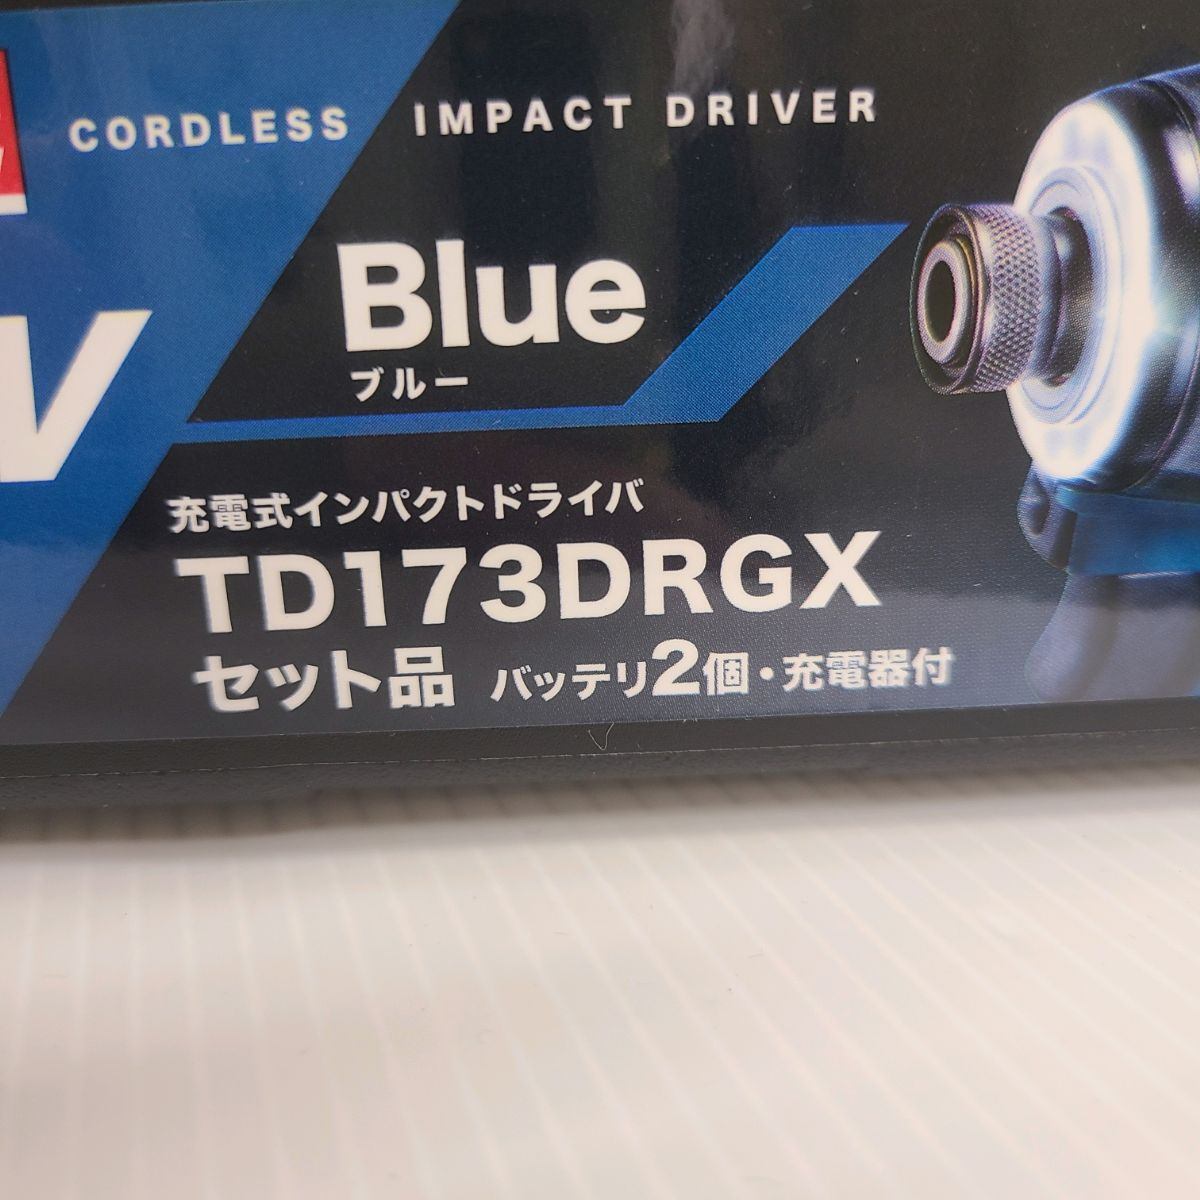 CORDLESS IMPACT DRIVER
V
Blue
ブルー
充電式インパクトドライバ
TD173DRGX
セット品 バッテリ2個・充電器付